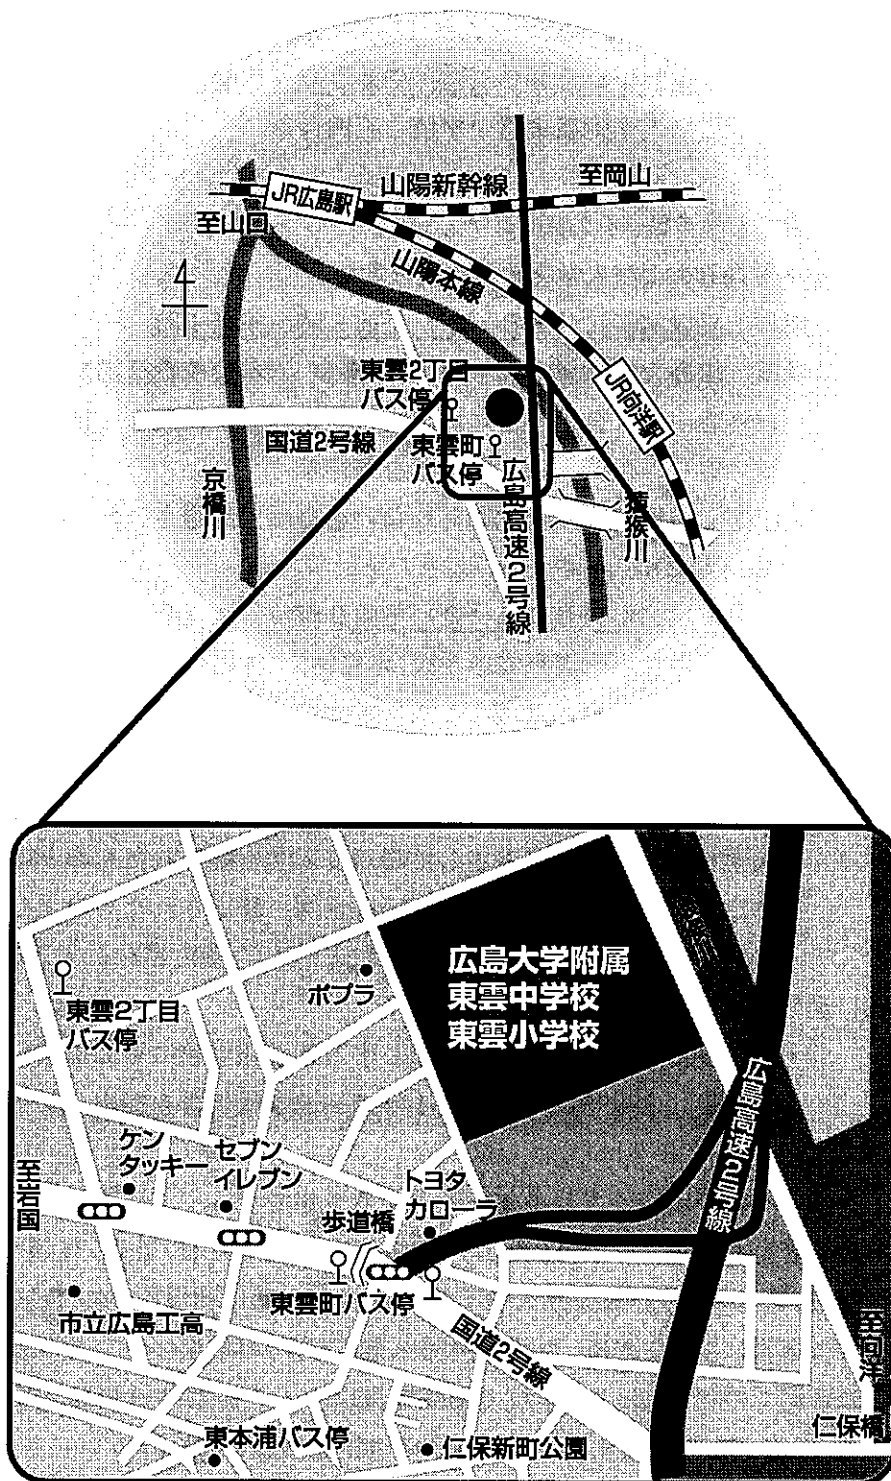 山陽新幹線
至岡山
JR広島駅
至山口
山陽本線
東雲2丁目
バス停
JR向洋駅
国道2号線
東雲町
バス停
京橋川
広島高速2号線
猿猴川
広島大学附属
東雲中学校
東雲小学校
ポプラ
東雲2丁目
バス停
広島高速2号線
ケン
タッキー
セブン
イレブン
トヨタ
カローラ
至岩国
歩道橋
東雲町バス停
市立広島工高
国道2号線
至向洋
仁保橋
東本浦バス停
仁保新町公園